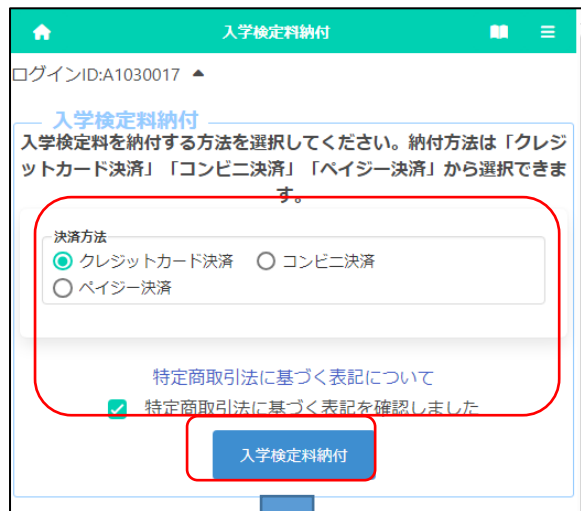 入学検定料納付
ログインID:A1030017
入学検定料納付
入学検定料を納付する方法を選択してください。納付方法は「クレジ
ットカード決済」「コンビニ決済」「ペイジー決済」から選択できま
す。
決済方法
クレジットカード決済 コンビニ決済
ペイジー決済
特定商取引法に基づく表記について
特定商取引法に基づく表記を確認しました
入学検定料納付